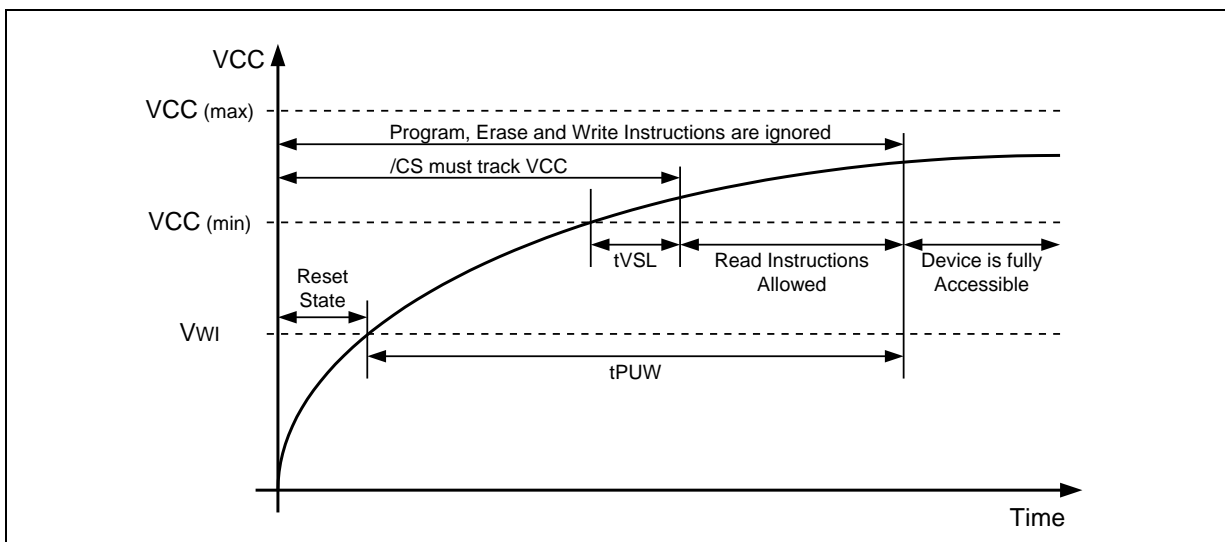 VCC
VCC (max)
Program, Erase and Write Instructions are ignored
/CS must track VCC
VCC (min)
tVSL
Read Instructions
Allowed
Device is fully
Accessible
Reset
State
VWI
tPUW
Time